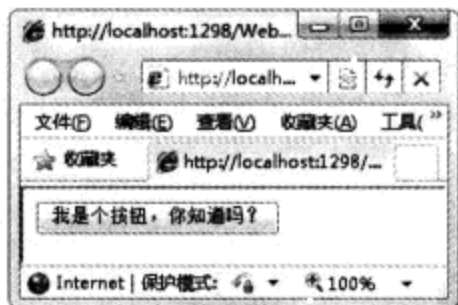 http://localhost:1298/Web...
http://localh...
文件(F) 编辑(E) 查看(V) 收藏夹(A) 工具( »
收藏夹 http://localhost:1298/...
我是个按钮，你知道吗？
Internet | 保护模式: 100%